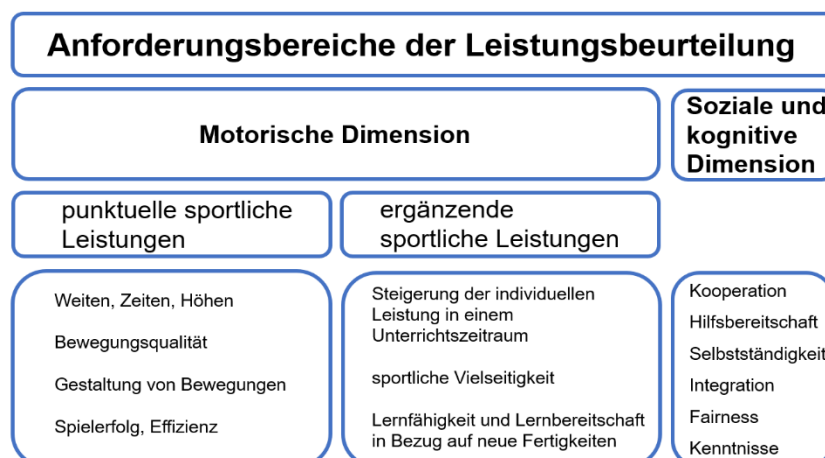 Anforderungsbereiche der Leistungsbeurteilung
Motorische Dimension
Soziale und
kognitive
Dimension
punktuelle sportliche
Leistungen
ergänzende
sportliche Leistungen
Weiten, Zeiten, Höhen
Bewegungsqualität
Gestaltung von Bewegungen
Spielerfolg, Effizienz
Steigerung der individuellen
Leistung in einem
Unterrichtszeitraum
sportliche Vielseitigkeit
Lernfähigkeit und Lernbereitschaft
in Bezug auf neue Fertigkeiten
Kooperation
Hilfsbereitschaft
Selbstständigkeit
Integration
Fairness
Kenntnisse